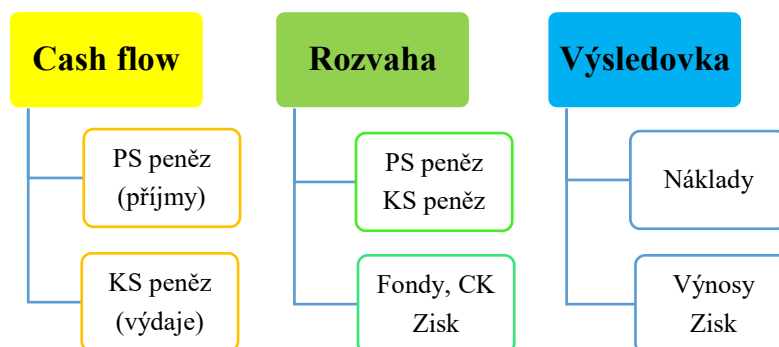 Cash flow
PS peněz
(příjmy)
KS peněz
(výdaje)
Rozvaha
PS peněz
KS peněz
Fondy, CK
Zisk
Výsledovka
Náklady
Výnosy
Zisk